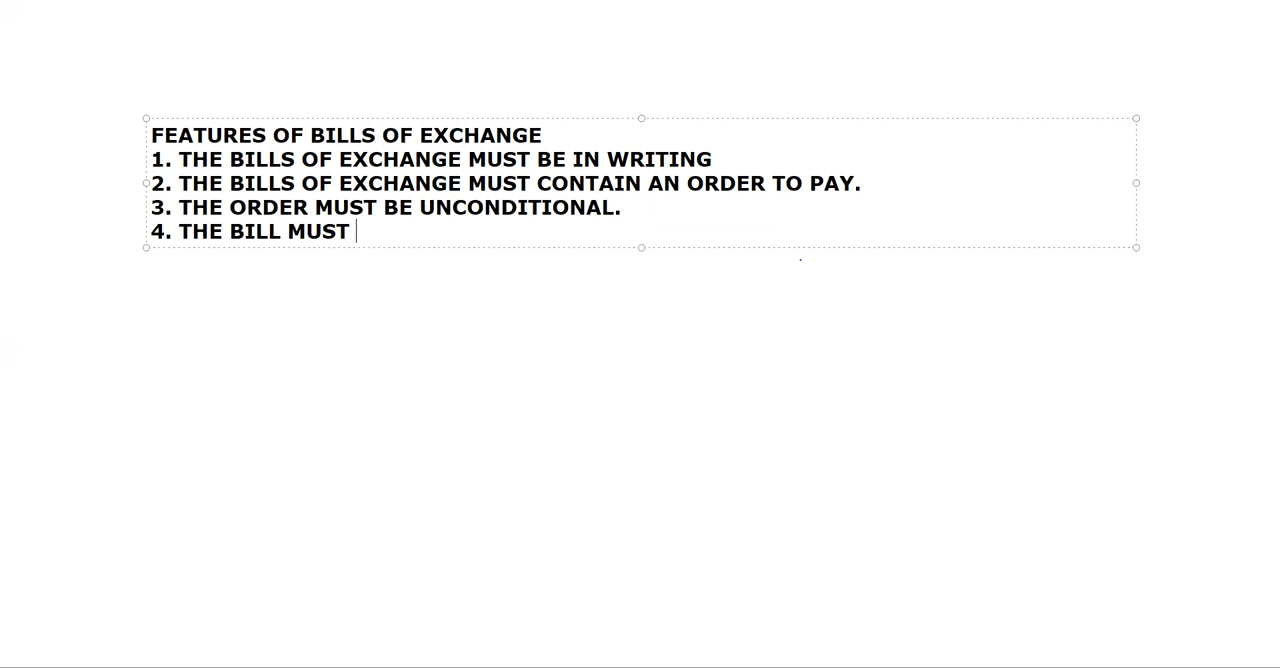 FEATURES OF BILLS OF EXCHANGE
1. THE BILLS OF EXCHANGE MUST BE IN WRITING
2. THE BILLS OF EXCHANGE MUST CONTAIN AN ORDER TO PAY.
3. THE ORDER MUST BE UNCONDITIONAL.
4. THE BILL MUST